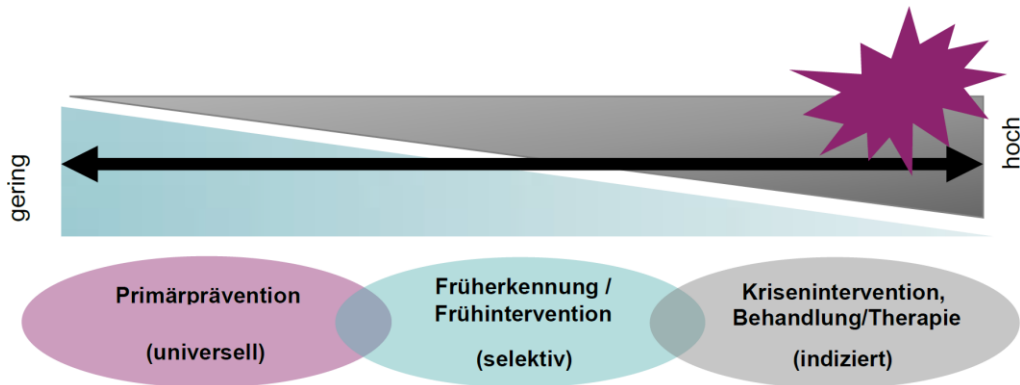 gering
hoch
Primärprävention
(universell)
Früherkennung /
Frühintervention
(selektiv)
Krisenintervention,
Behandlung/Therapie
(indiziert)